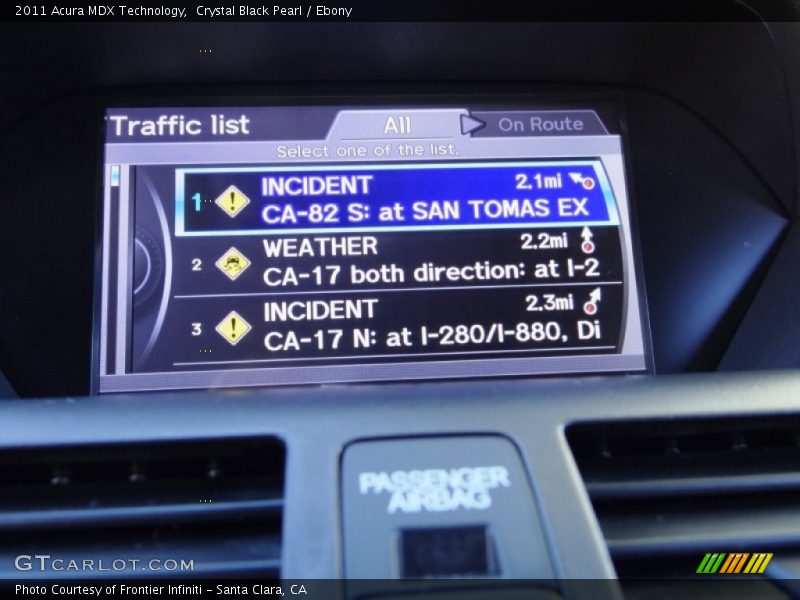 2011 Acura MDX Technology,  Crystal Black Pearl / Ebony
Traffic list
All
On Route
Select one of the list.
1
INCIDENT
2.1mi
CA-82 S: at SAN TOMAS EX
2
WEATHER
2.2mi
CA-17 both direction: at I-2
3
INCIDENT
2.3mi
CA-17 N: at I-280/I-880, Di
PASSENGER
AIRBAG
GTCARLOT.COM
Photo Courtesy of Frontier Infiniti - Santa Clara, CA